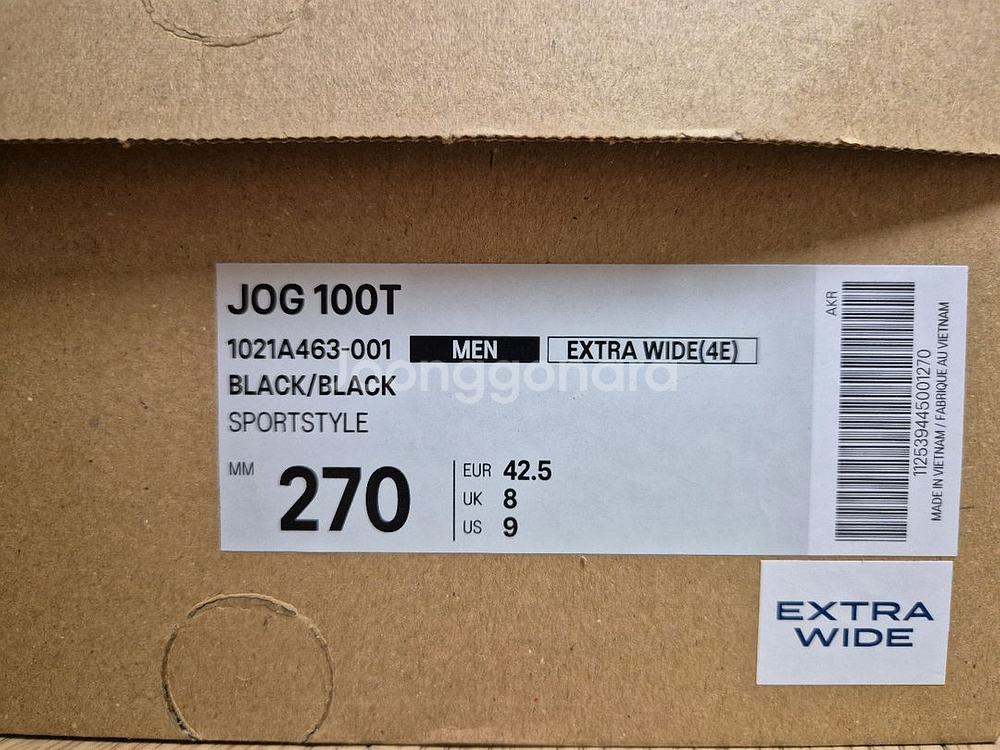 JOG 100T
1021A463-001 MEN EXTRA WIDE(4E)
joonggonara
BLACK/BLACK
SPORTSTYLE
MM 270
EUR 42.5
UK 8
US 9
AKR
112539445001270
MADE IN VIETNAM / FABRIQUE AU VIETNAM
EXTRA
WIDE